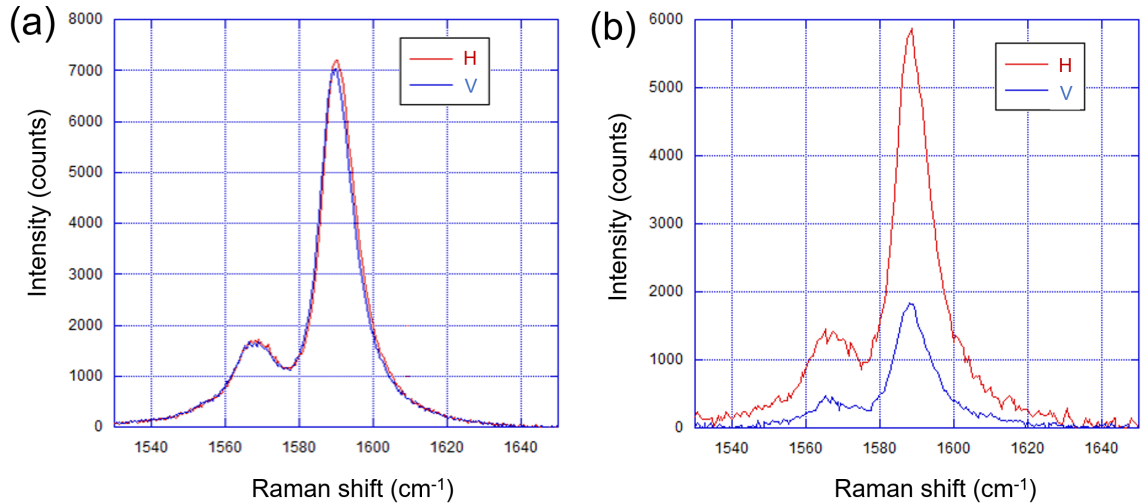 (a)
Intensity (counts)
8000
7000
6000
5000
4000
3000
2000
1000
0
H
V
1540 1560 1580 1600 1620 1640
Raman shift (cm-1)
(b)
Intensity (counts)
6000
5000
4000
3000
2000
1000
0
H
V
1540 1560 1580 1600 1620 1640
Raman shift (cm-1)